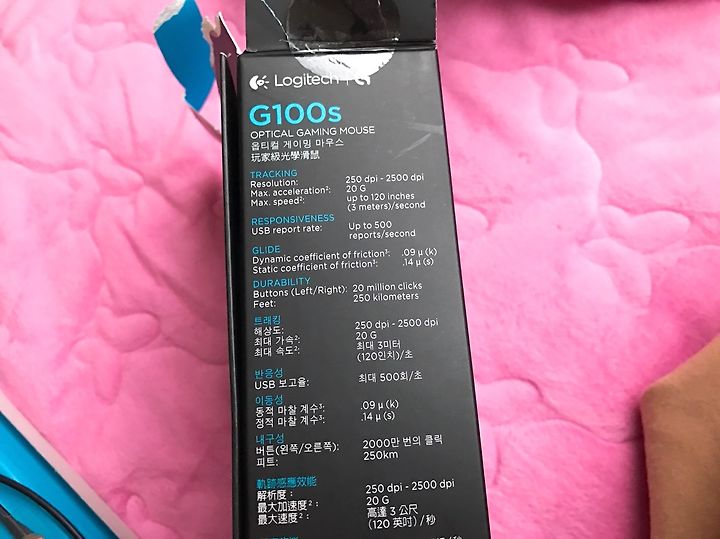 Logitech G
G100s
OPTICAL GAMING MOUSE
옵티컬 게이밍 마우스
玩家級光學滑鼠
TRACKING
Resolution: 250 dpi - 2500 dpi
Max. acceleration²: 20 G
Max. speed²: up to 120 inches
(3 meters)/second
RESPONSIVENESS
USB report rate: Up to 500
reports/second
GLIDE
Dynamic coefficient of friction³: .09 µ (k)
Static coefficient of friction³: .14 µ (s)
DURABILITY
Buttons (Left/Right): 20 million clicks
Feet: 250 kilometers
트래킹
해상도: 250 dpi - 2500 dpi
최대 가속²: 20 G
최대 속도²: 최대 3미터
(120인치)/초
반응성
USB 보고율: 최대 500회/초
이동성
동적 마찰 계수³: .09 µ (k)
정적 마찰 계수³: .14 µ (s)
내구성
버튼(왼쪽/오른쪽): 2000만 번의 클릭
피트: 250km
軌跡感應效能
解析度： 250 dpi - 2500 dpi
最大加速度²： 20 G
最大速度²： 高達 3 公尺
(120 英吋) /秒